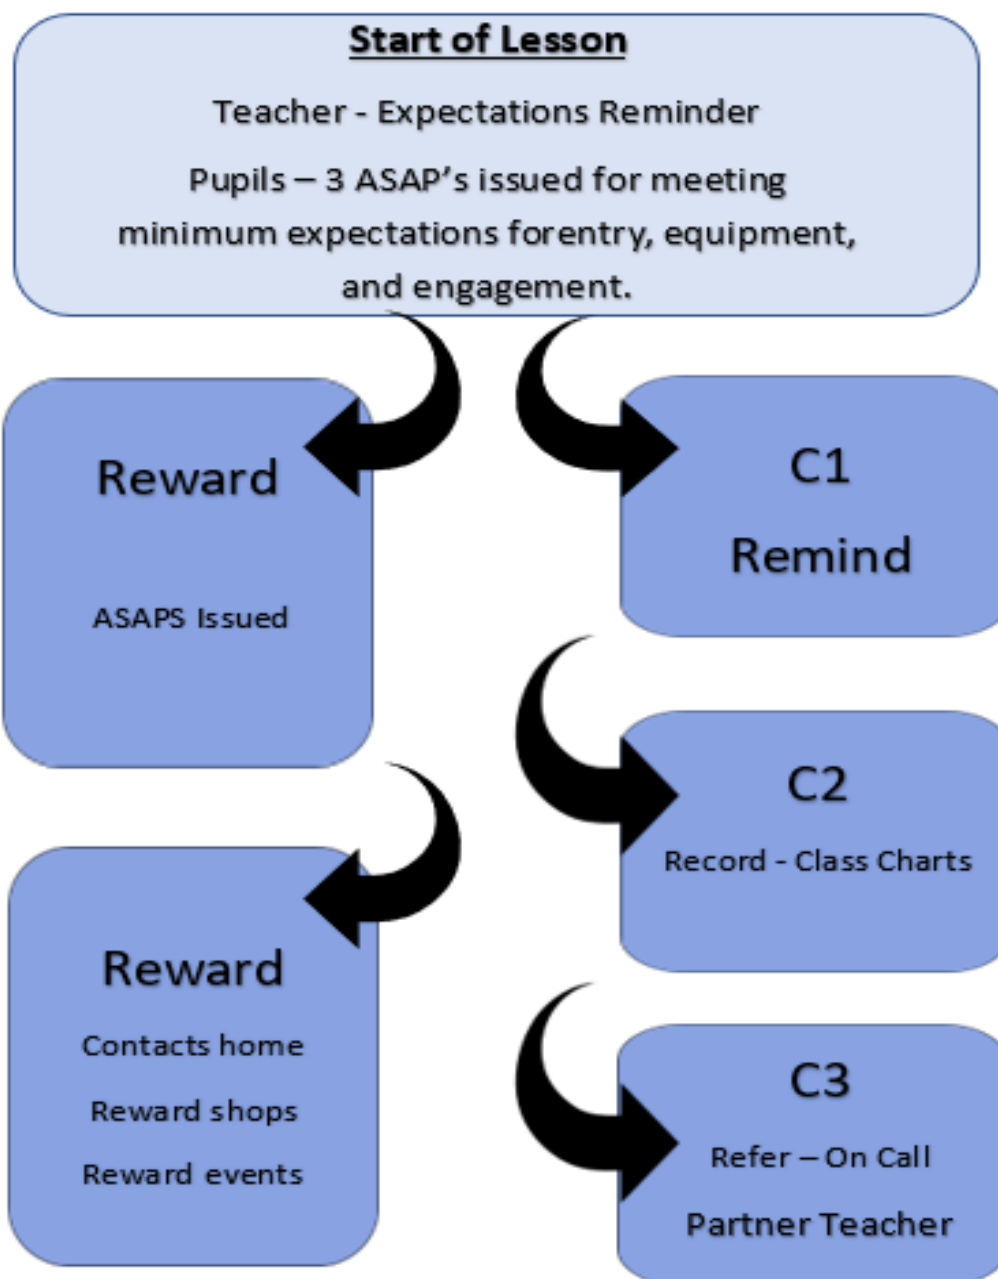 Start of Lesson
Teacher - Expectations Reminder
Pupils – 3 ASAP’s issued for meeting
minimum expectations forentry, equipment,
and engagement.
Reward
ASAPS Issued
Reward
Contacts home
Reward shops
Reward events
C1
Remind
C2
Record - Class Charts
C3
Refer – On Call
Partner Teacher